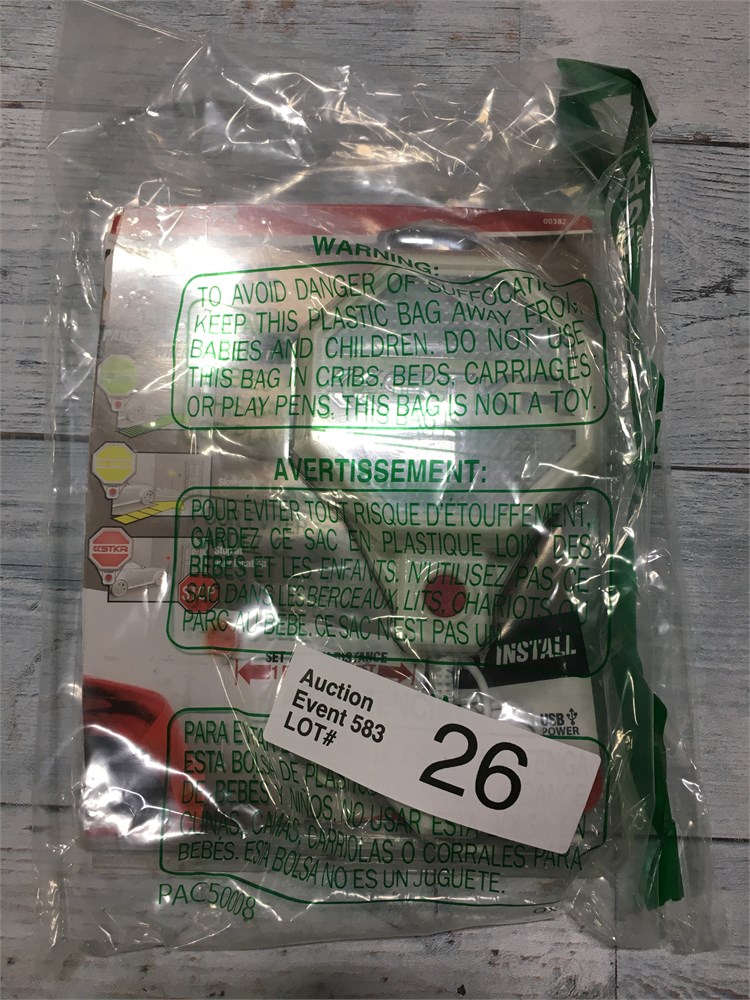 00382
WARNING:
TO AVOID DANGER OF SUFFOCATION
KEEP THIS PLASTIC BAG AWAY FROM
BABIES AND CHILDREN. DO NOT USE
THIS BAG IN CRIBS, BEDS, CARRIAGES
OR PLAY PENS. THIS BAG IS NOT A TOY.
AVERTISSEMENT:
POUR ÉVITER TOUT RISQUE D'ÉTOUFFEMENT,
GARDEZ CE SAC EN PLASTIQUE LOIN DES
BÉBÉS ET LES ENFANTS. N'UTILISEZ PAS CE
SAC DANS LES BERCEAUX, LITS, CHARIOTS OU
PARC AU BÉBÉ. CE SAC N'EST PAS UN
STOP
INSTALL
SET DISTANCE
USB
POWER
Auction
Event 583
LOT#
26
PARA
ESTA BOLSA DE
DE BEBES Y NIÑOS. NO USAR ESTA
CUNAS, CAMAS, CARRIOLAS O CORRALES PARA
BEBÉS. ESTA BOLSA NO ES UN JUGUETE.
PAC50008